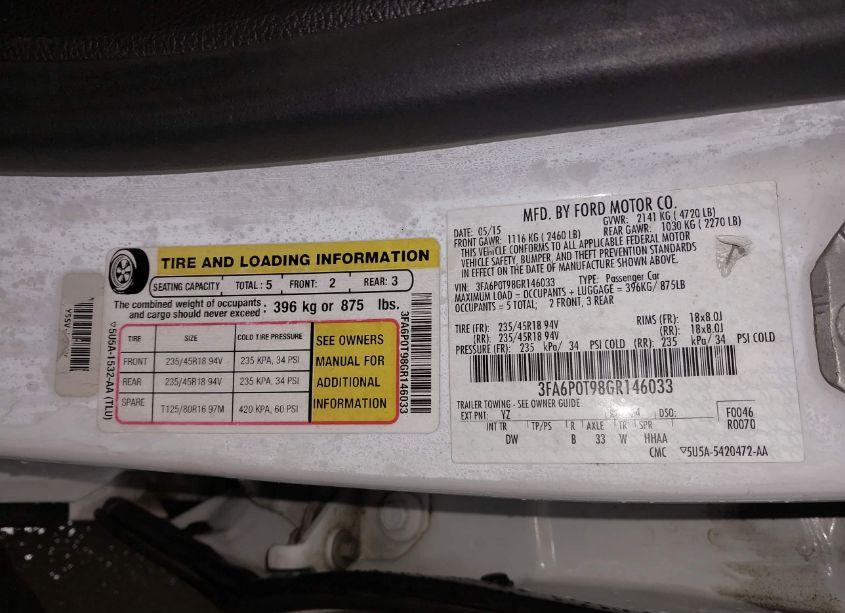 TIRE AND LOADING INFORMATION
SEATING CAPACITY TOTAL : 5 FRONT: 2 REAR: 3
The combined weight of occupants and cargo should never exceed : 396 kg or 875 lbs.
TIRE SIZE COLD TIRE PRESSURE
FRONT 235/45R18 94V 235 KPA, 34 PSI
REAR 235/45R18 94V 235 KPA, 34 PSI
SPARE T125/80R16 97M 420 KPA, 60 PSI
SEE OWNERS
MANUAL FOR
ADDITIONAL
INFORMATION
3FA6P0T98GR146033
5U5A-1532-AA (TLU)
MFD. BY FORD MOTOR CO.
DATE: 05/15 GVWR: 2141 KG ( 4720 LB)
FRONT GAWR: 1116 KG ( 2460 LB) REAR GAWR: 1030 KG ( 2270 LB)
THIS VEHICLE CONFORMS TO ALL APPLICABLE FEDERAL MOTOR
VEHICLE SAFETY, BUMPER, AND THEFT PREVENTION STANDARDS
IN EFFECT ON THE DATE OF MANUFACTURE SHOWN ABOVE.
VIN: 3FA6P0T98GR146033 TYPE: Passenger Car
MAXIMUM LOAD = OCCUPANTS + LUGGAGE = 396KG/ 875LB
OCCUPANTS = 5 TOTAL; 2 FRONT, 3 REAR
TIRE (FR): 235/45R18 94V RIMS (FR): 18x8.0J
(RR): 235/45R18 94V (RR): 18x8.0J
PRESSURE (FR): 235 kPa/ 34 PSI COLD (RR): 235 kPa/ 34 PSI COLD
3FA6P0T98GR146033
TRAILER TOWING - SEE OWNER GUIDE
EXT PNT: YZ DSO: F0046
R0070
INT TR TP/PS R AXLE TR SPR
DW B 33 W HHAA
CMC 5U5A-5420472-AA